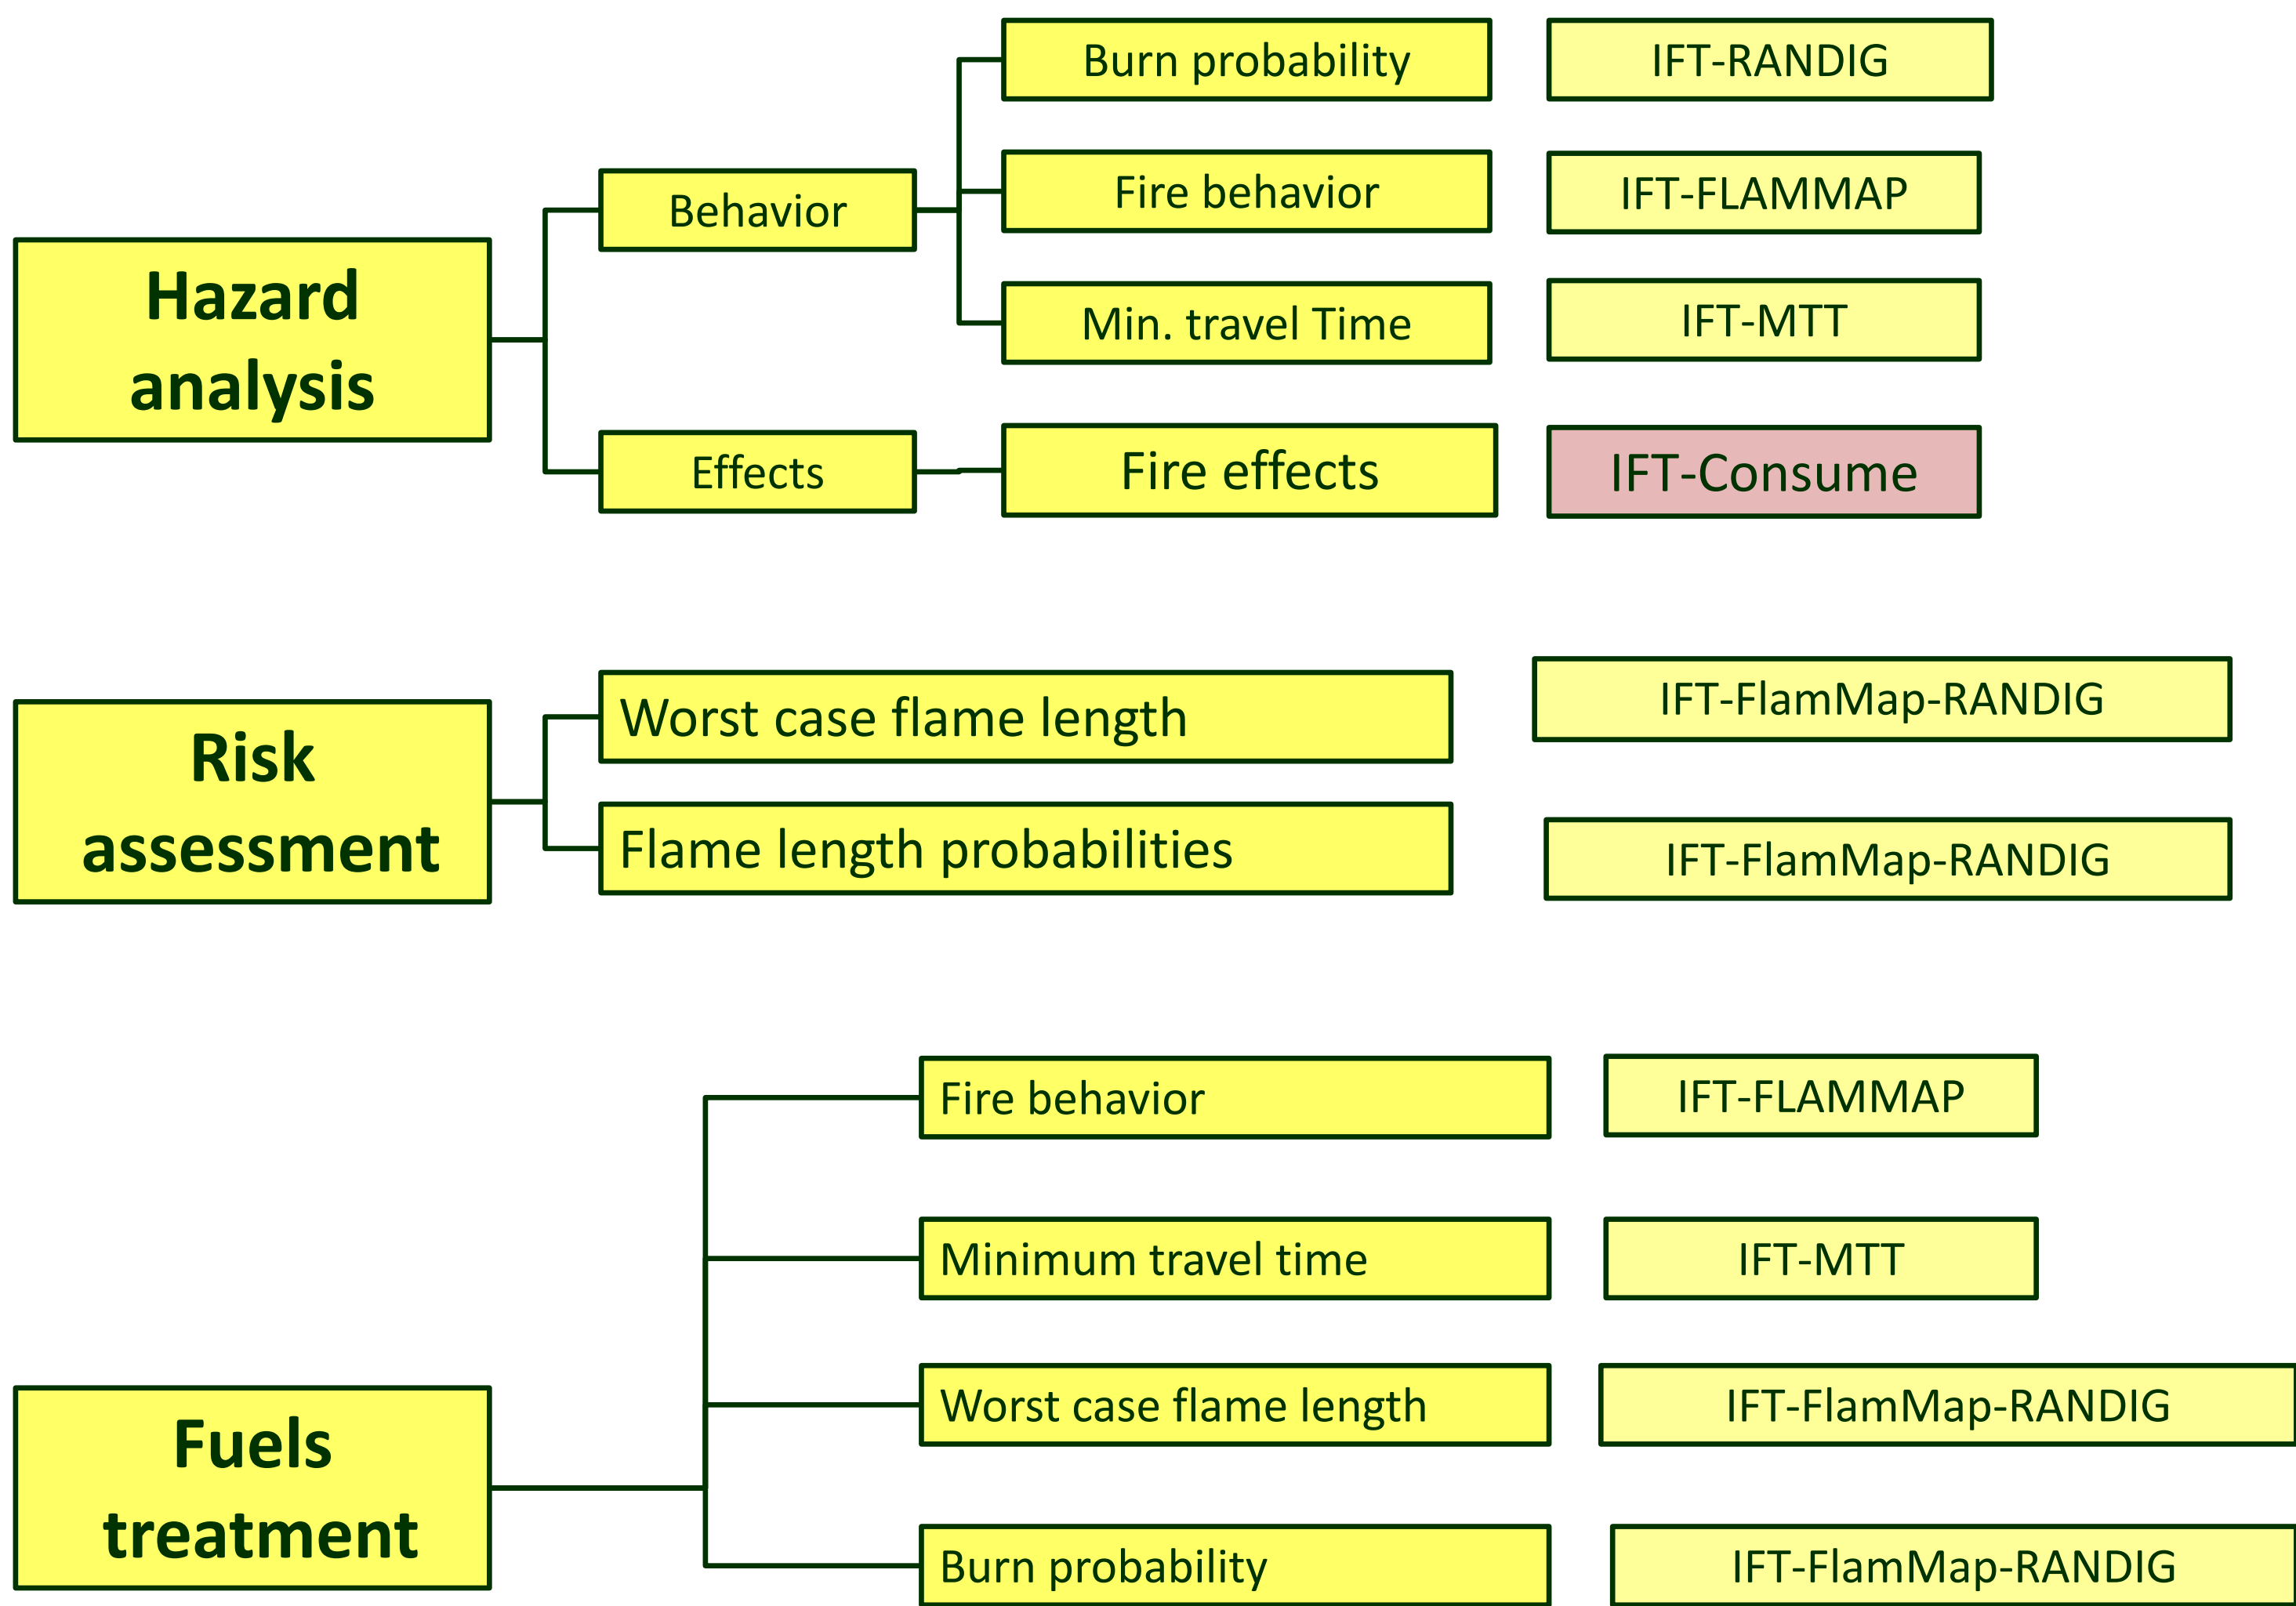 Hazard
analysis
Behavior
Effects
Burn probability
IFT-RANDIG
Fire behavior
IFT-FLAMMAP
Min. travel Time
IFT-MTT
Fire effects
IFT-Consume
Risk
assessment
Worst case flame length
IFT-FlamMap-RANDIG
Flame length probabilities
IFT-FlamMap-RANDIG
Fuels
treatment
Fire behavior
IFT-FLAMMAP
Minimum travel time
IFT-MTT
Worst case flame length
IFT-FlamMap-RANDIG
Burn probability
IFT-FlamMap-RANDIG